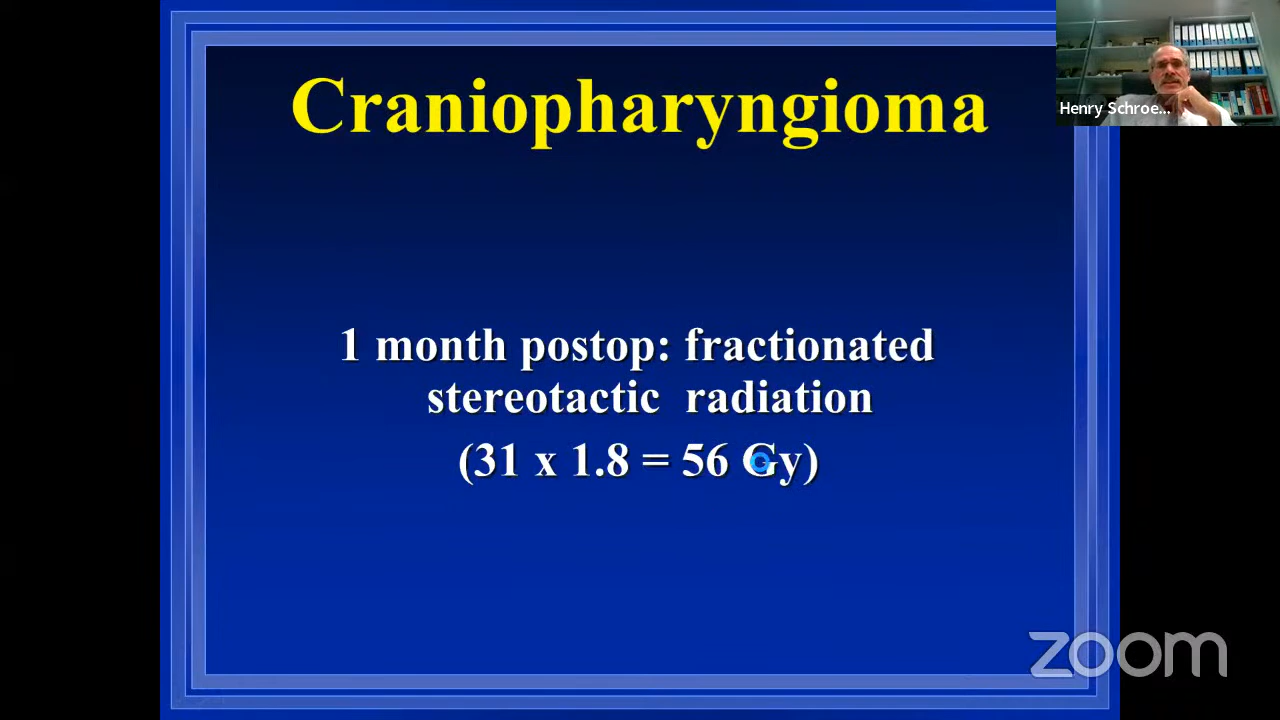 Craniopharyngioma
Henry Schroe...
1 month postop: fractionated
stereotactic radiation
(31 x 1.8 = 56 Gy)
zoom